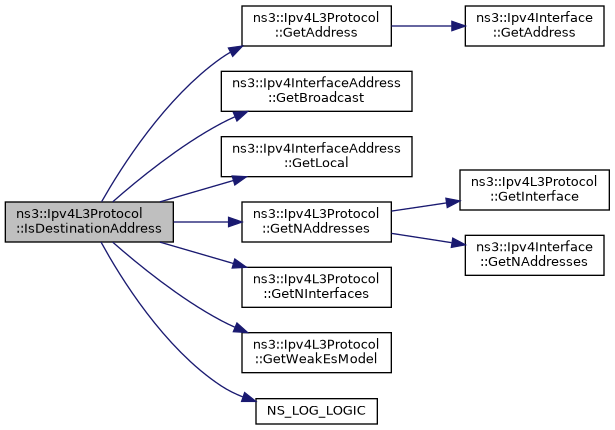 ns3::Ipv4L3Protocol
::IsDestinationAddress
ns3::Ipv4L3Protocol
::GetAddress
ns3::Ipv4Interface
::GetAddress
ns3::Ipv4InterfaceAddress
::GetBroadcast
ns3::Ipv4InterfaceAddress
::GetLocal
ns3::Ipv4L3Protocol
::GetNAddresses
ns3::Ipv4L3Protocol
::GetInterface
ns3::Ipv4Interface
::GetNAddresses
ns3::Ipv4L3Protocol
::GetNInterfaces
ns3::Ipv4L3Protocol
::GetWeakEsModel
NS_LOG_LOGIC